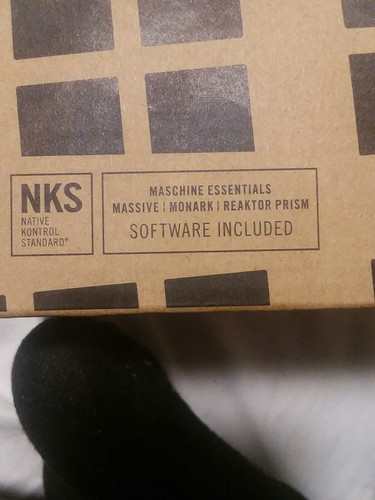 NKS
NATIVE
KONTROL
STANDARD®
MASCHINE ESSENTIALS
MASSIVE | MONARK | REAKTOR PRISM
SOFTWARE INCLUDED